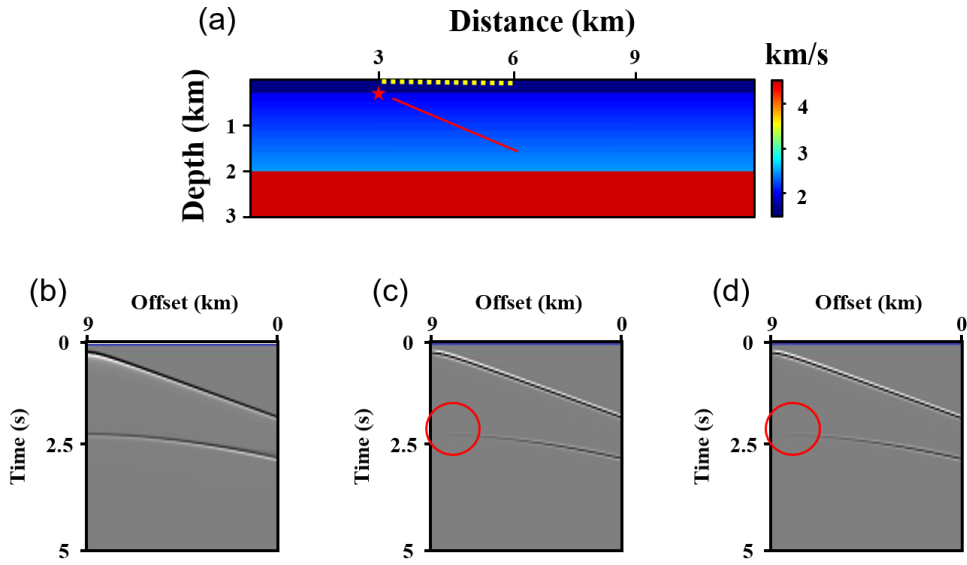 (a)
Distance (km)
3 6 9
km/s
Depth (km)
1
2
3
4
3
2
(b)
Offset (km)
9 0
Time (s)
0
2.5
5
(c)
Offset (km)
9 0
Time (s)
0
2.5
5
(d)
Offset (km)
9 0
Time (s)
0
2.5
5